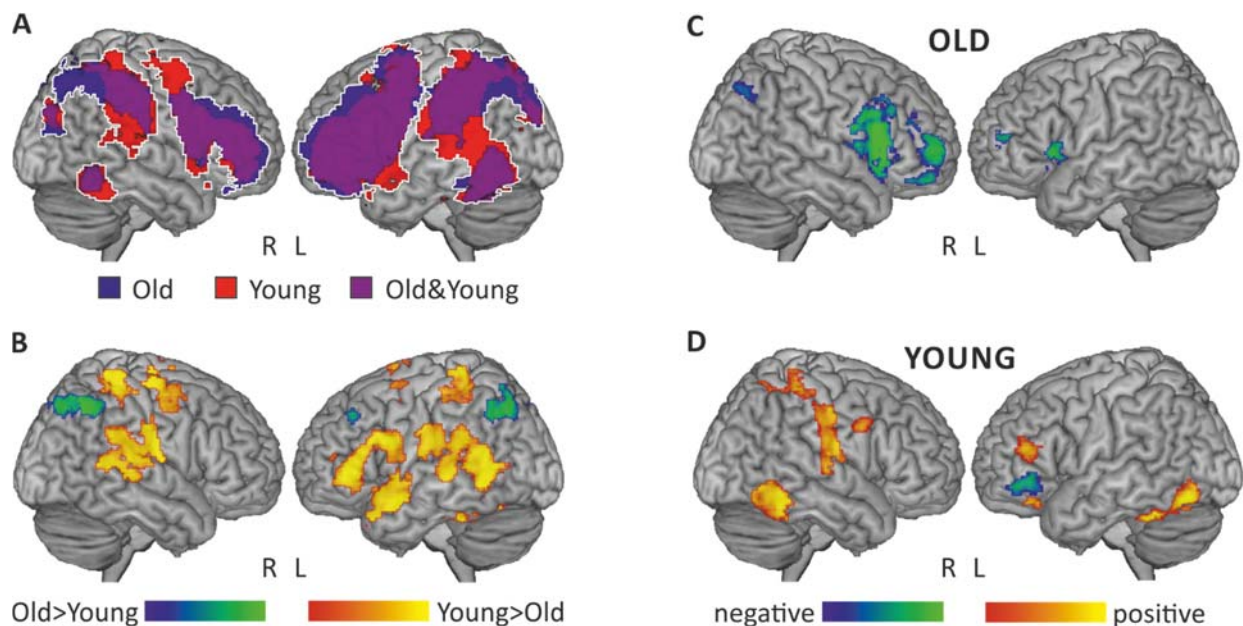 A
R L
Old Young Old&Young
B
R L
Old>Young Young>Old
C OLD
R L
D YOUNG
R L
negative positive